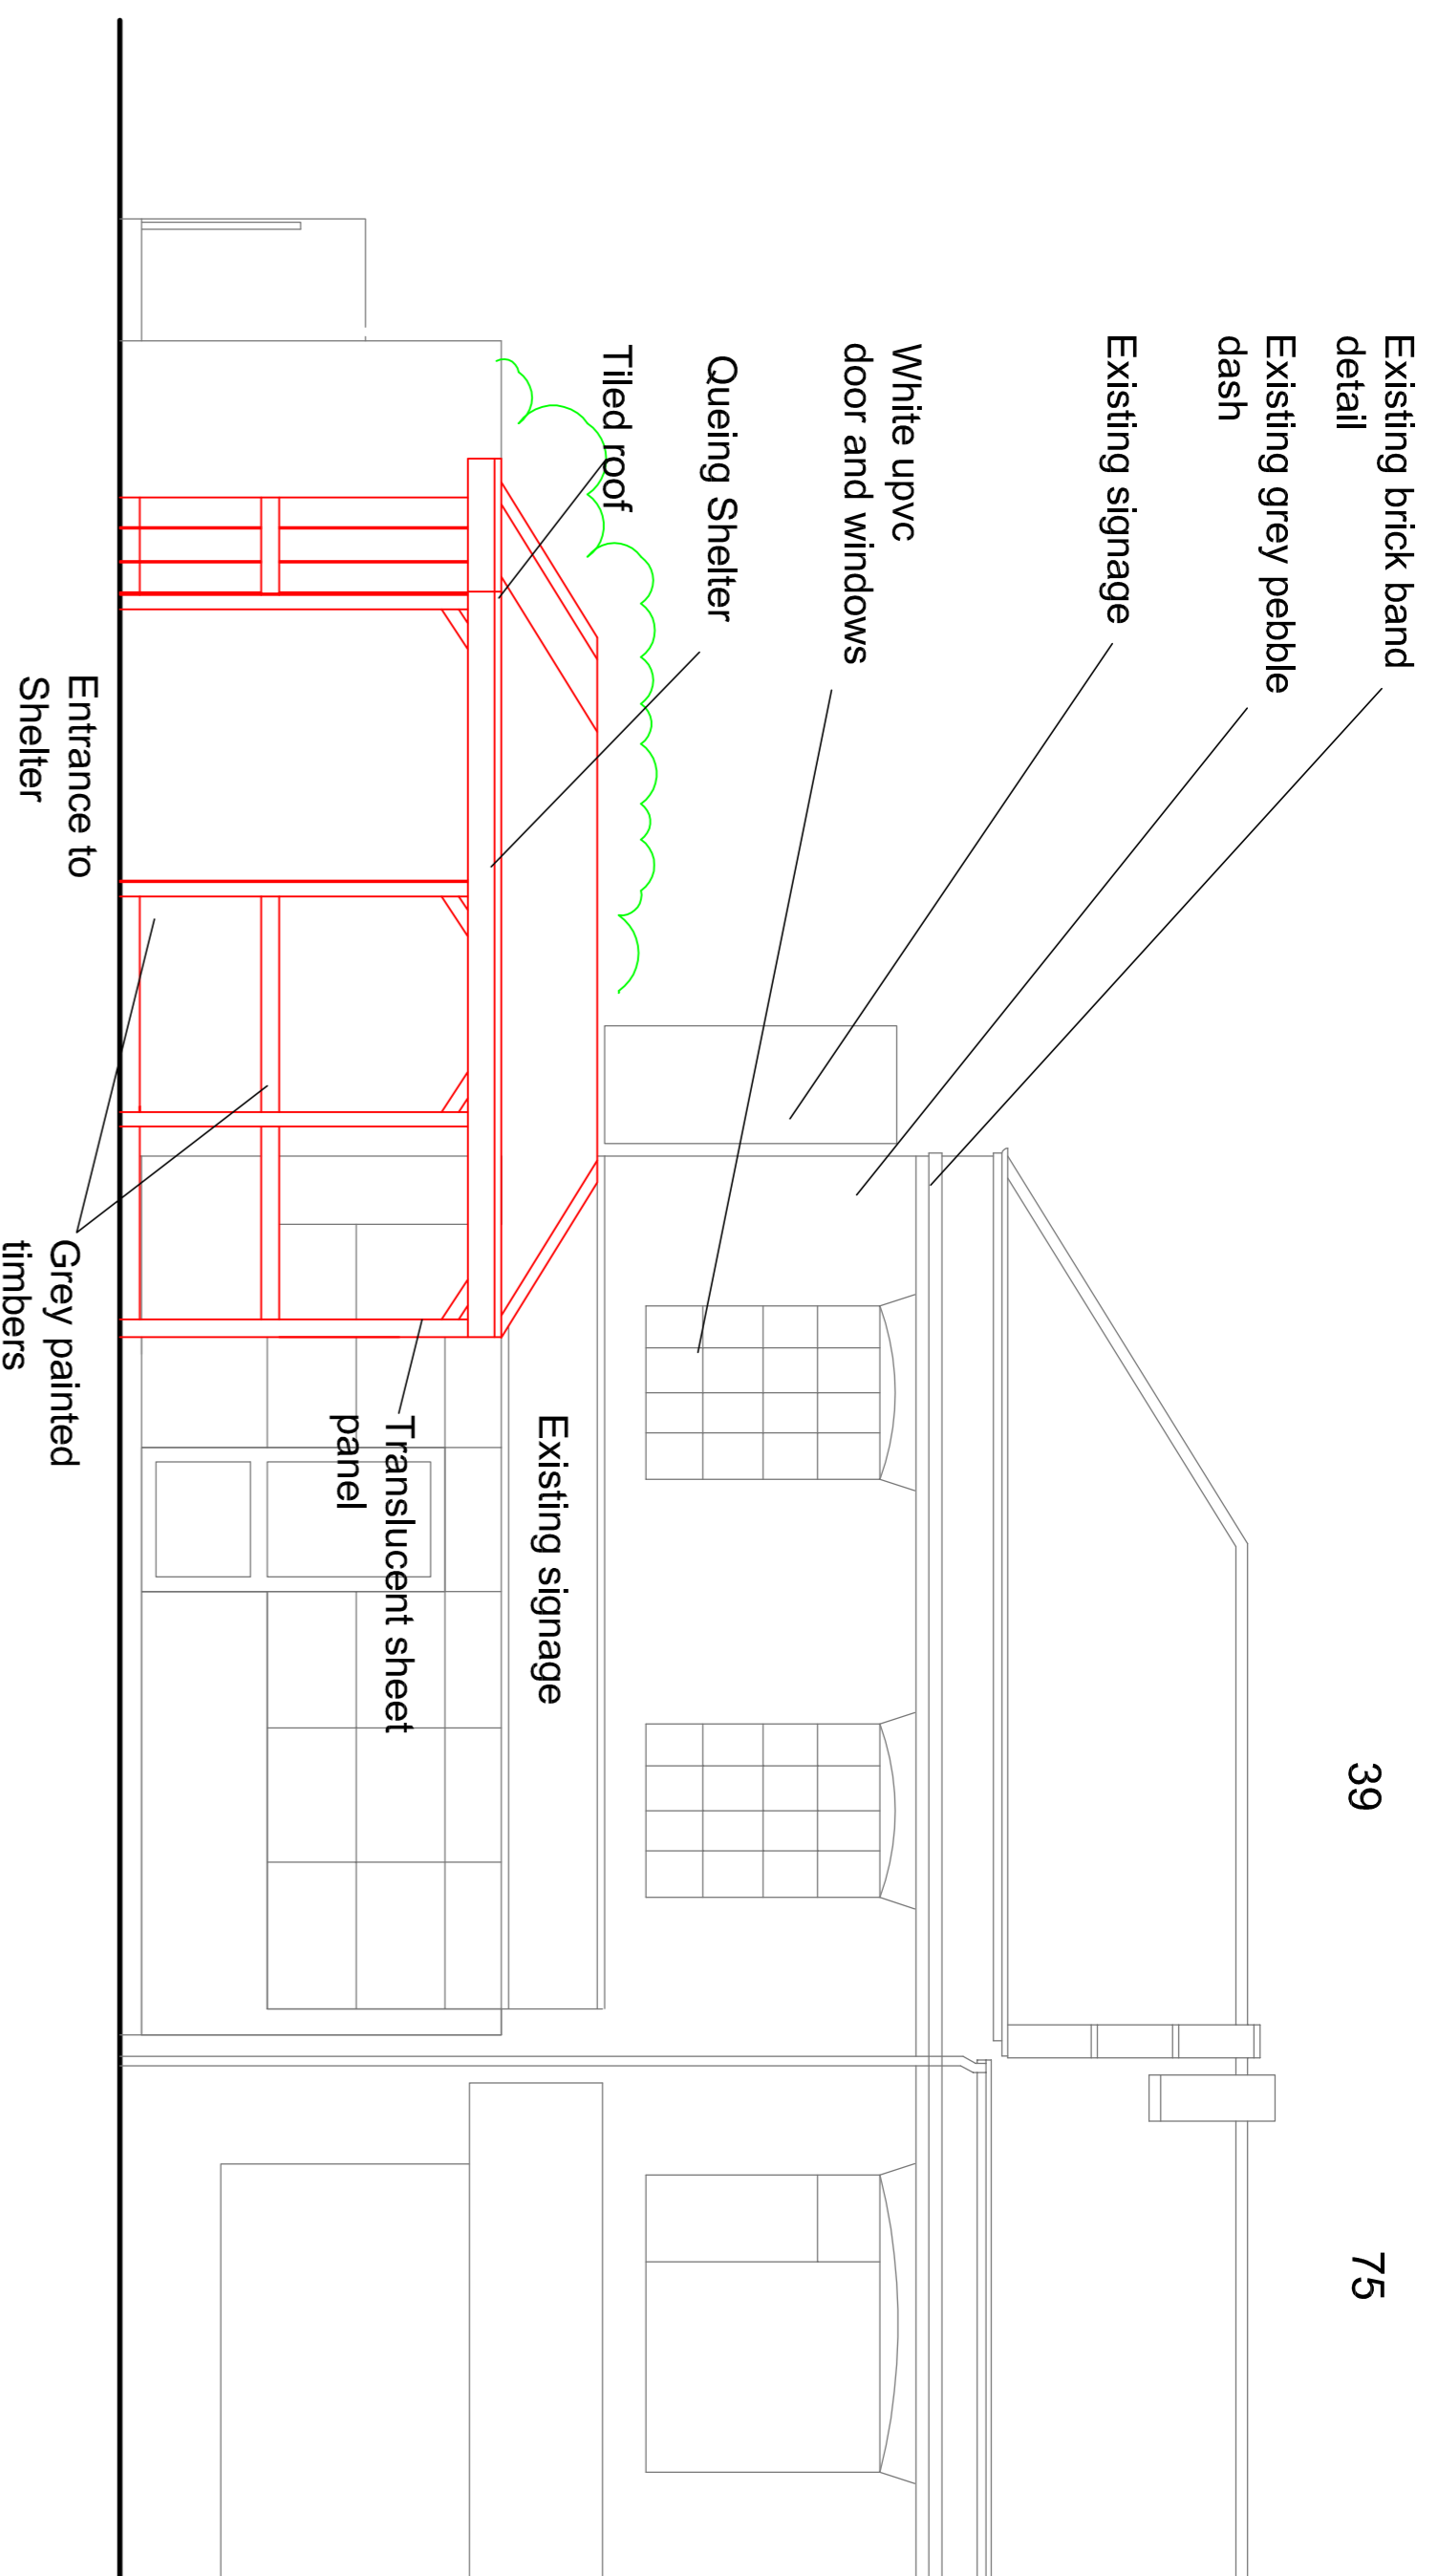 Existing brick band
detail
Existing grey pebble
dash
Existing signage
White upvc
door and windows
Queing Shelter
Tiled roof
Entrance to
Shelter
Grey painted
timbers
Translucent sheet
panel
Existing signage
39
75